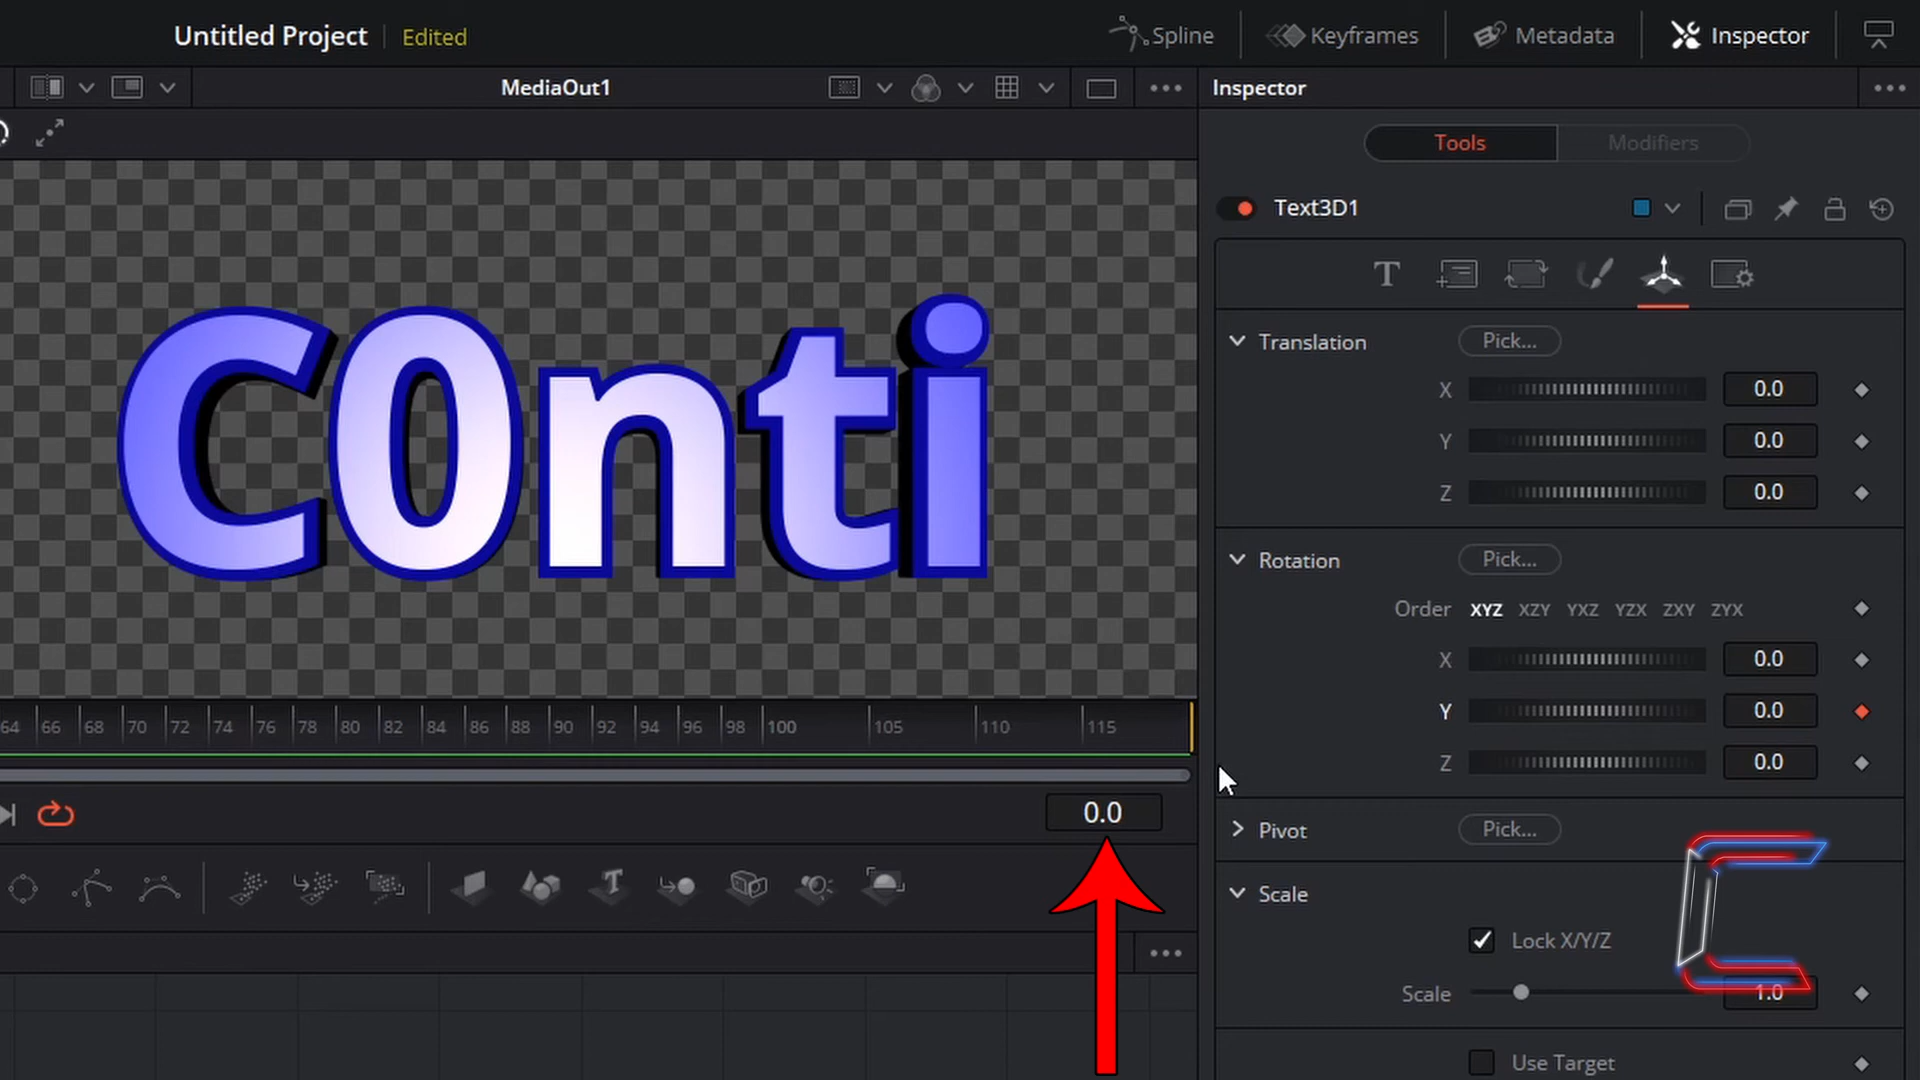 Untitled Project Edited Spline Keyframes Metadata Inspector
MediaOut1
Inspector
Tools Modifiers
Text3D1
T
Translation Pick...
X 0.0
Y 0.0
Z 0.0
Rotation Pick...
Order XYZ XZY YXZ YZX ZXY ZYX
X 0.0
Y 0.0
Z 0.0
Pivot Pick...
Scale
Lock X/Y/Z
Scale 1.0
Use Target
C0nti
64 66 68 70 72 74 76 78 80 82 84 86 88 90 92 94 96 98 100 105 110 115
0.0
T
C